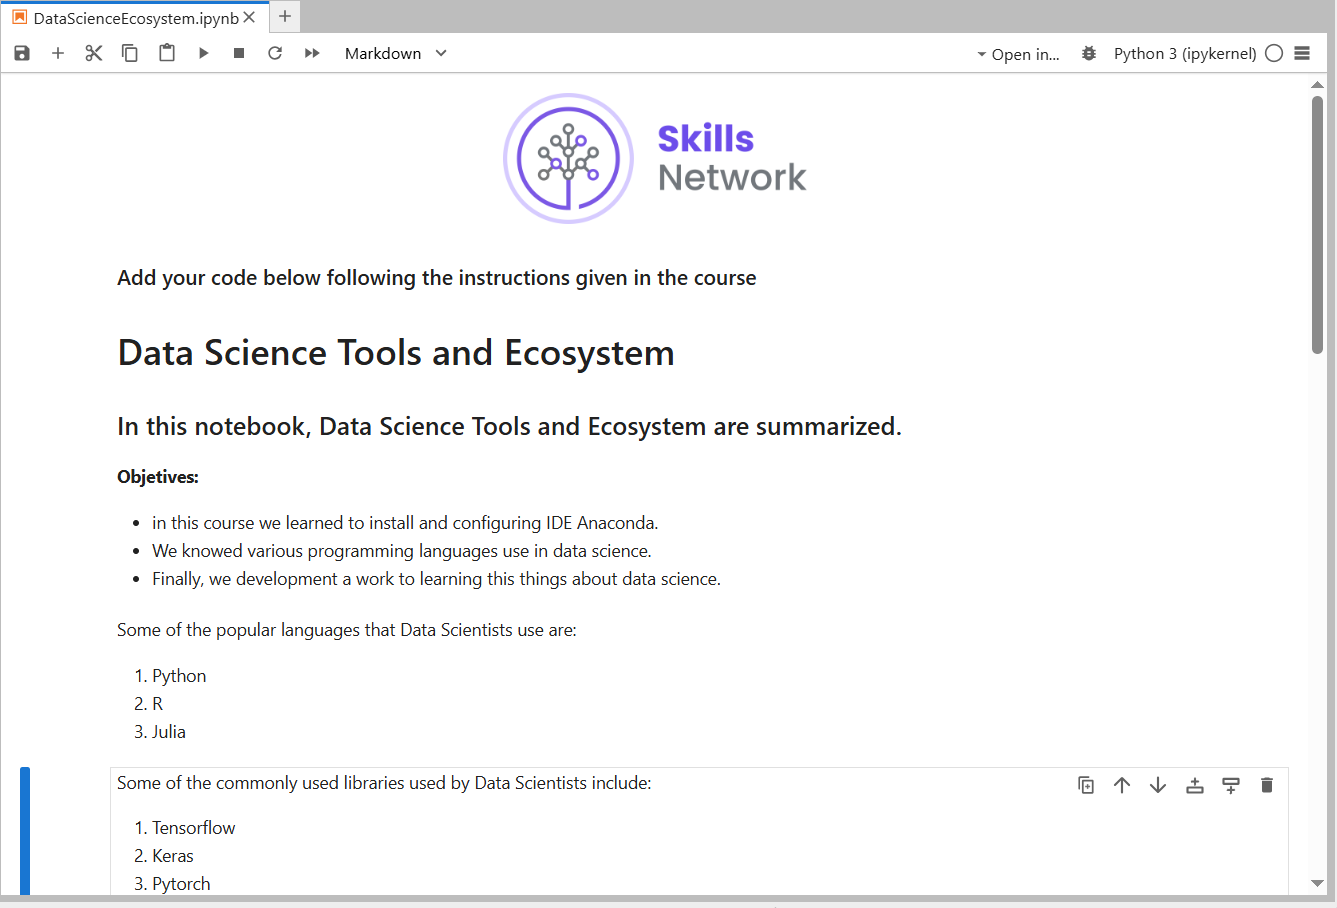 DataScienceEcosystem.ipynb
Markdown
Open in...
Python 3 (ipykernel)
Skills
Network
Add your code below following the instructions given in the course
Data Science Tools and Ecosystem
In this notebook, Data Science Tools and Ecosystem are summarized.
Objetives:
• in this course we learned to install and configuring IDE Anaconda.
• We knowed various programming languages use in data science.
• Finally, we development a work to learning this things about data science.
Some of the popular languages that Data Scientists use are:
1. Python
2. R
3. Julia
Some of the commonly used libraries used by Data Scientists include:
1. Tensorflow
2. Keras
3. Pytorch